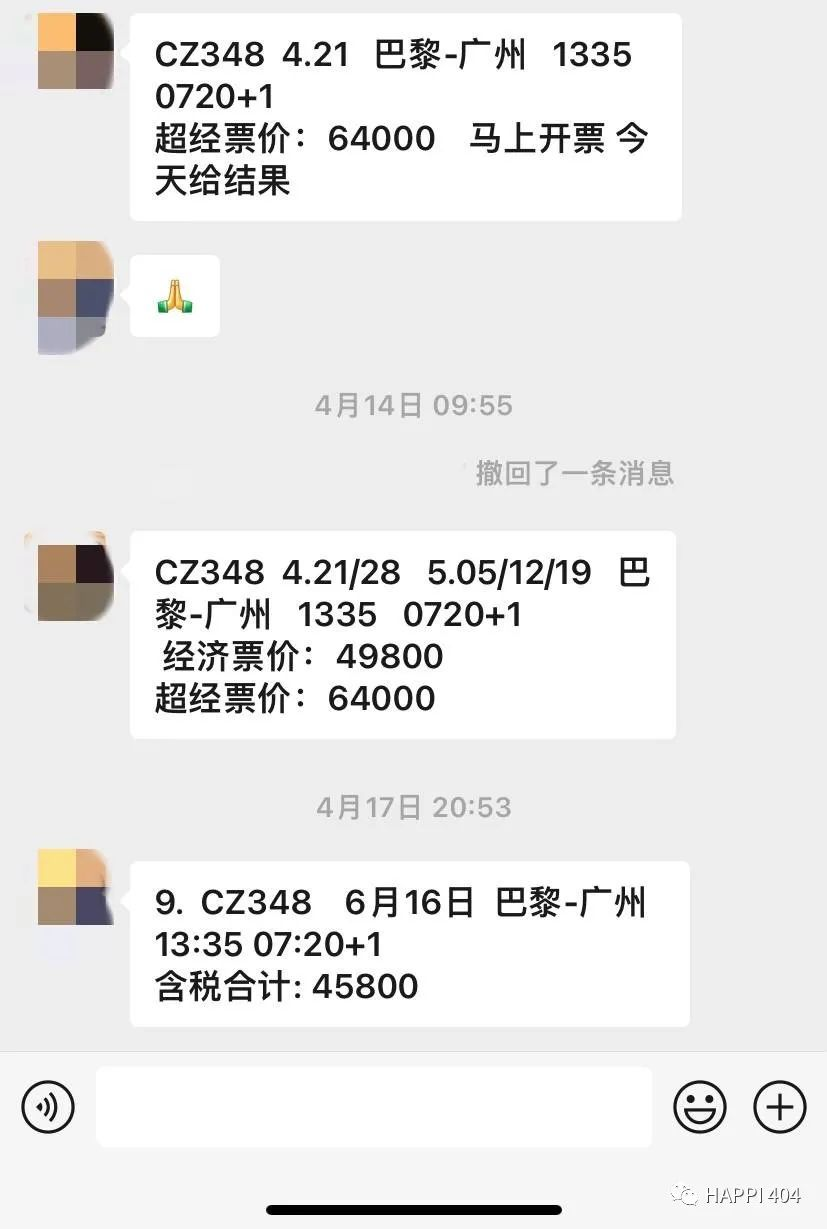 CZ348 4.21 巴黎-广州 1335
0720+1
超经票价：64000 马上开票 今
天给结果
4月14日 09:55
撤回了一条消息
CZ348 4.21/28 5.05/12/19 巴
黎-广州 1335 0720+1
经济票价：49800
超经票价：64000
4月17日 20:53
9. CZ348 6月16日 巴黎-广州
13:35 07:20+1
含税合计: 45800
HAPPI 404